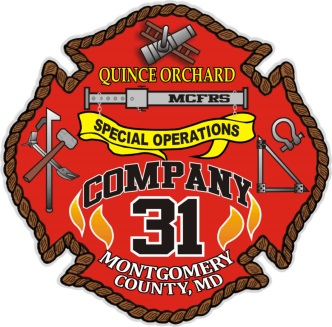 QUINCE ORCHARD
MCFRS
SPECIAL OPERATIONS
COMPANY
31
MONTGOMERY
COUNTY, MD